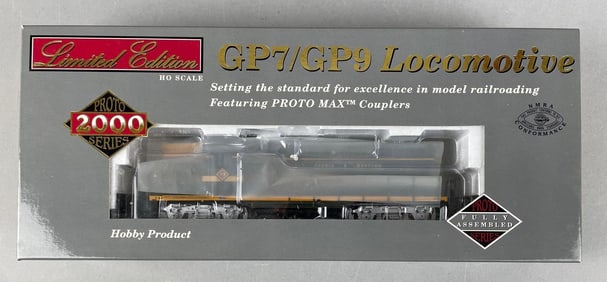 Limited Edition
HO SCALE
GP7/GP9 Locomotive
Setting the standard for excellence in model railroading
Featuring PROTO MAX™ Couplers
PROTO
2000
SERIES
NMRA
CONFORMANCE
Hobby Product
PROTO
FULLY
ASSEMBLED
SERIES